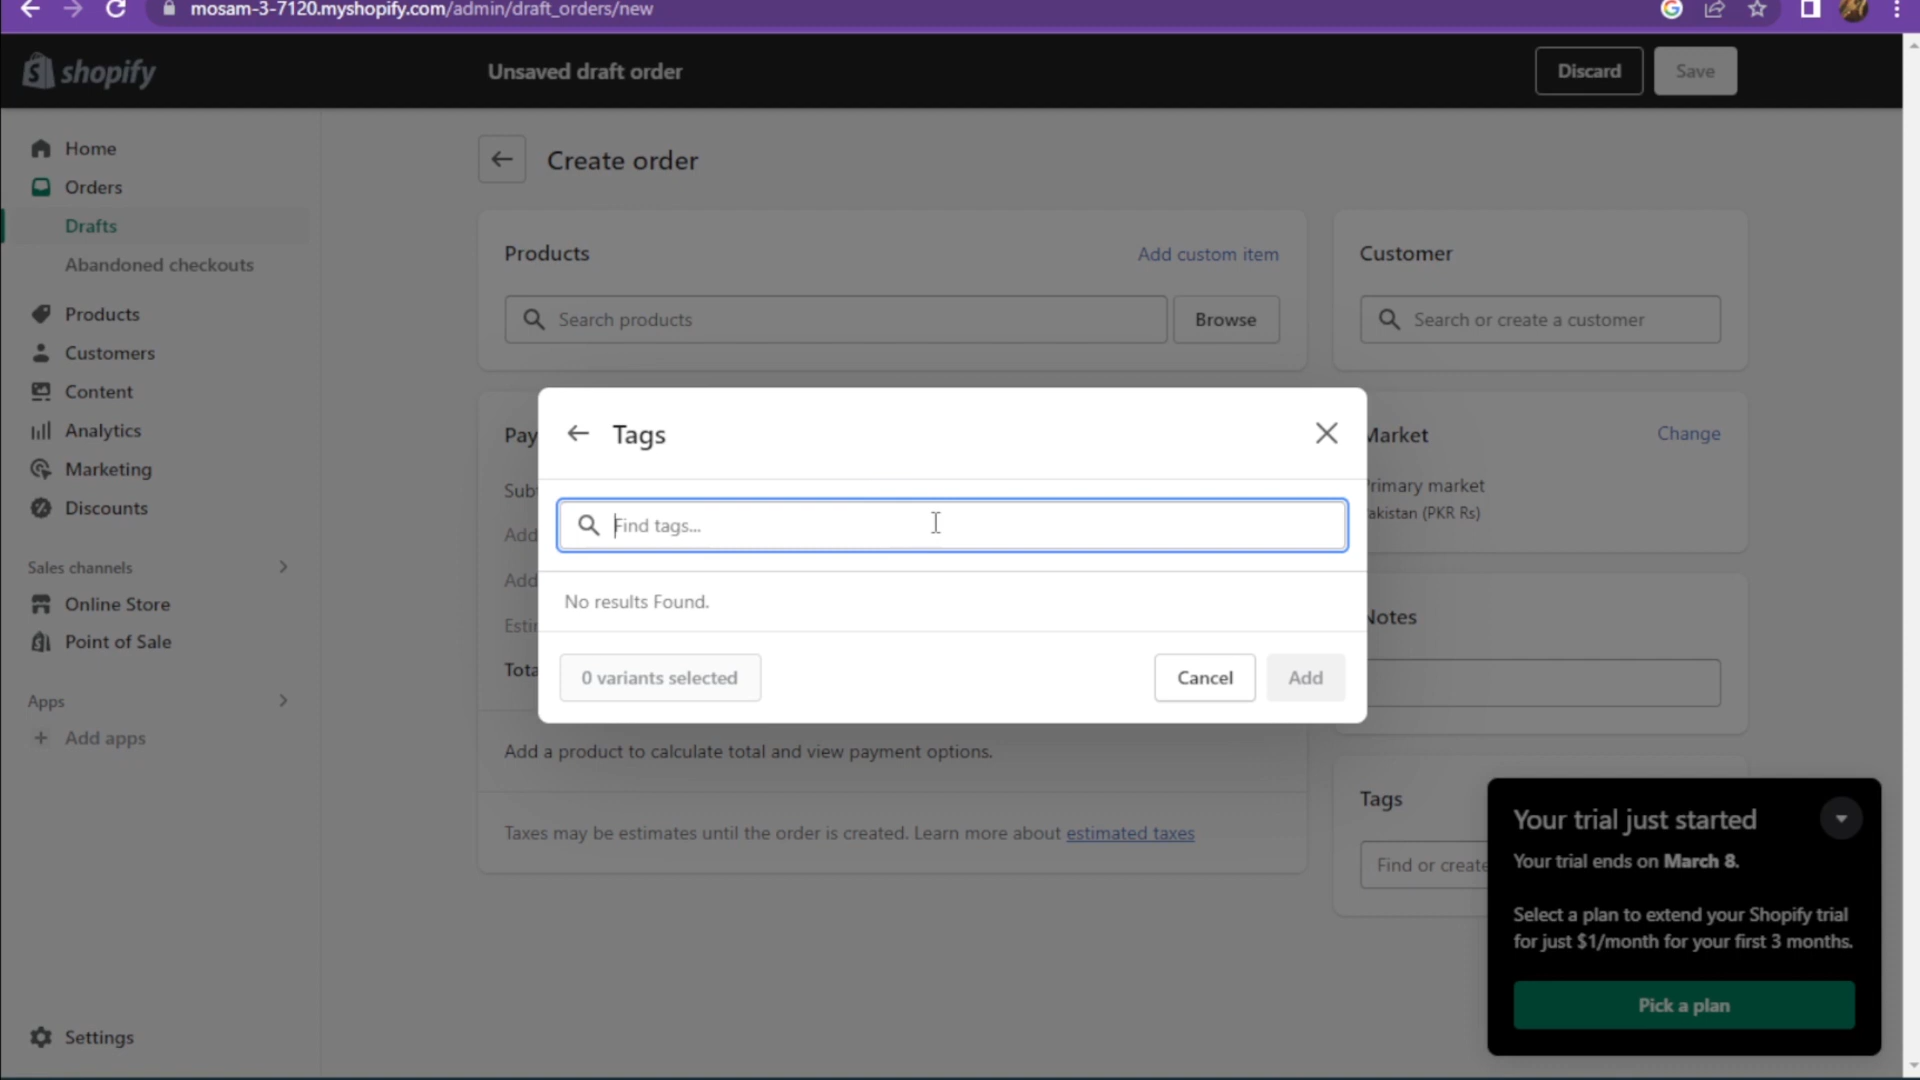 mosam-3-7120.myshopify.com/admin/draft_orders/new
shopify
Unsaved draft order
Discard
Save
Home
Orders
Drafts
Abandoned checkouts
Products
Customers
Content
Analytics
Marketing
Discounts
Sales channels
Online Store
Point of Sale
Apps
Add apps
Settings
Create order
Products
Add custom item
Search products
Browse
Customer
Search or create a customer
Pay
Sub
Add
Add
Esti
Tota
Tags
Find tags...
No results Found.
0 variants selected
Cancel
Add
Market
Change
Primary market
akistan (PKR Rs)
Notes
Add a product to calculate total and view payment options.
Taxes may be estimates until the order is created. Learn more about estimated taxes
Tags
Find or create
Your trial just started
Your trial ends on March 8.
Select a plan to extend your Shopify trial
for just $1/month for your first 3 months.
Pick a plan